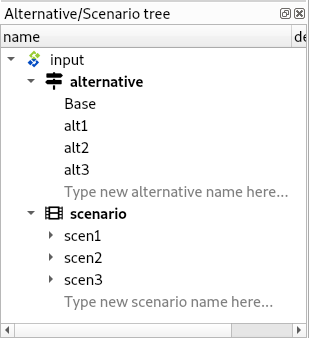 Alternative/Scenario tree
name de
input
alternative
Base
alt1
alt2
alt3
Type new alternative name here...
scenario
scen1
scen2
scen3
Type new scenario name here...